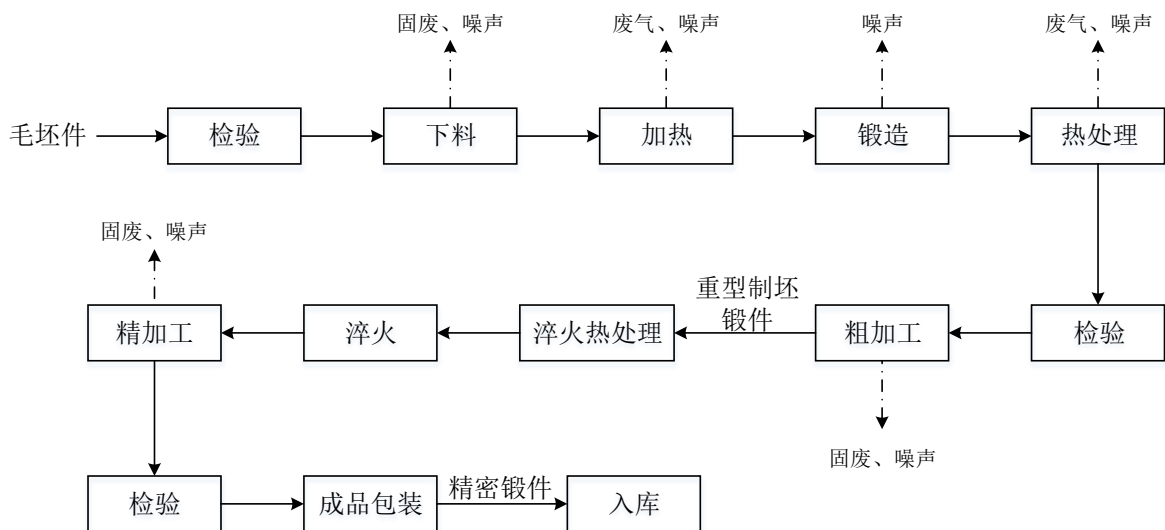 固废、噪声
废气、噪声
噪声
废气、噪声
毛坯件
检验
下料
加热
锻造
热处理
固废、噪声
重型制坯
锻件
精加工
淬火
淬火热处理
粗加工
检验
固废、噪声
检验
成品包装
精密锻件
入库